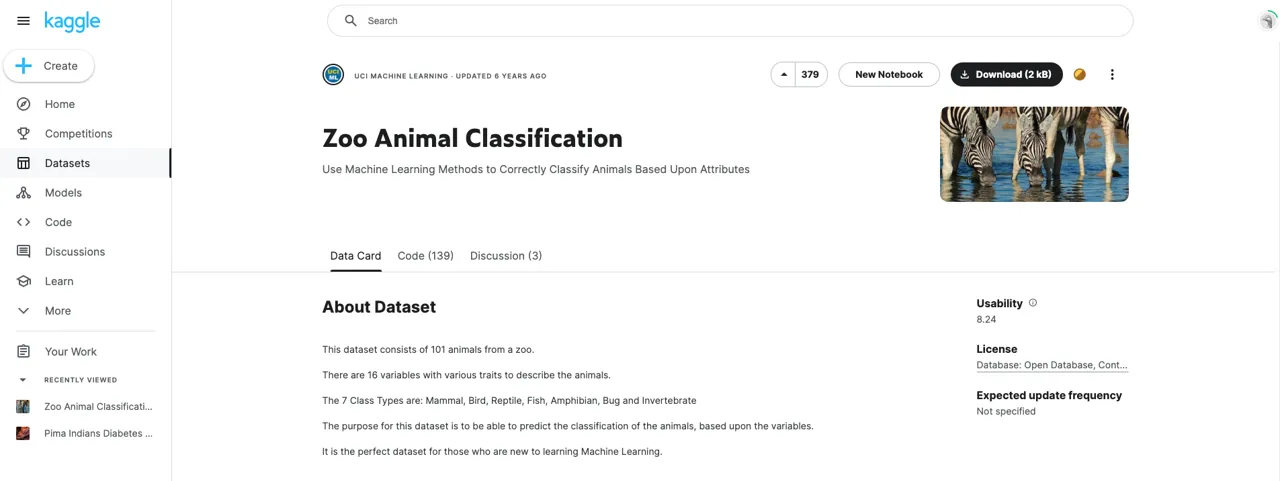 kaggle
Search
Create
Home
Competitions
Datasets
Models
Code
Discussions
Learn
More
Your Work
RECENTLY VIEWED
Zoo Animal Classificati...
Pima Indians Diabetes ...
UCI ML
UCI MACHINE LEARNING · UPDATED 6 YEARS AGO
379
New Notebook
Download (2 kB)
Zoo Animal Classification
Use Machine Learning Methods to Correctly Classify Animals Based Upon Attributes
Data Card Code (139) Discussion (3)
About Dataset
This dataset consists of 101 animals from a zoo.
There are 16 variables with various traits to describe the animals.
The 7 Class Types are: Mammal, Bird, Reptile, Fish, Amphibian, Bug and Invertebrate
The purpose for this dataset is to be able to predict the classification of the animals, based upon the variables.
It is the perfect dataset for those who are new to learning Machine Learning.
Usability
8.24
License
Database: Open Database, Cont...
Expected update frequency
Not specified